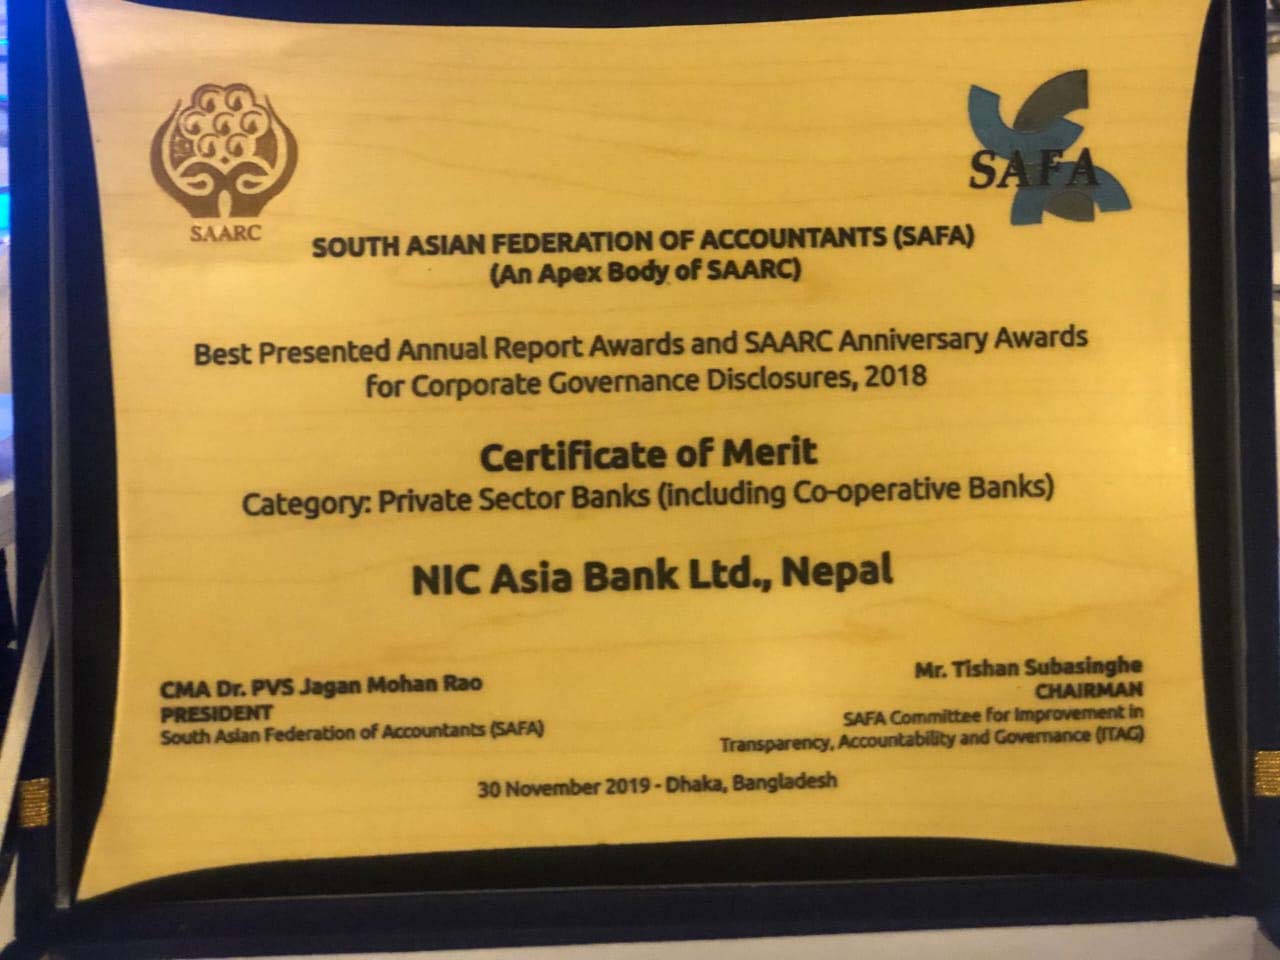 SAARC
SAFA
SOUTH ASIAN FEDERATION OF ACCOUNTANTS (SAFA)
(An Apex Body of SAARC)
Best Presented Annual Report Awards and SAARC Anniversary Awards
for Corporate Governance Disclosures, 2018
Certificate of Merit
Category: Private Sector Banks (including Co-operative Banks)
NIC Asia Bank Ltd., Nepal
CMA Dr. PVS Jagan Mohan Rao
PRESIDENT
South Asian Federation of Accountants (SAFA)
Mr. Tishan Subasinghe
CHAIRMAN
SAFA Committee for Improvement in
Transparency, Accountability and Governance (ITAG)
30 November 2019 - Dhaka, Bangladesh